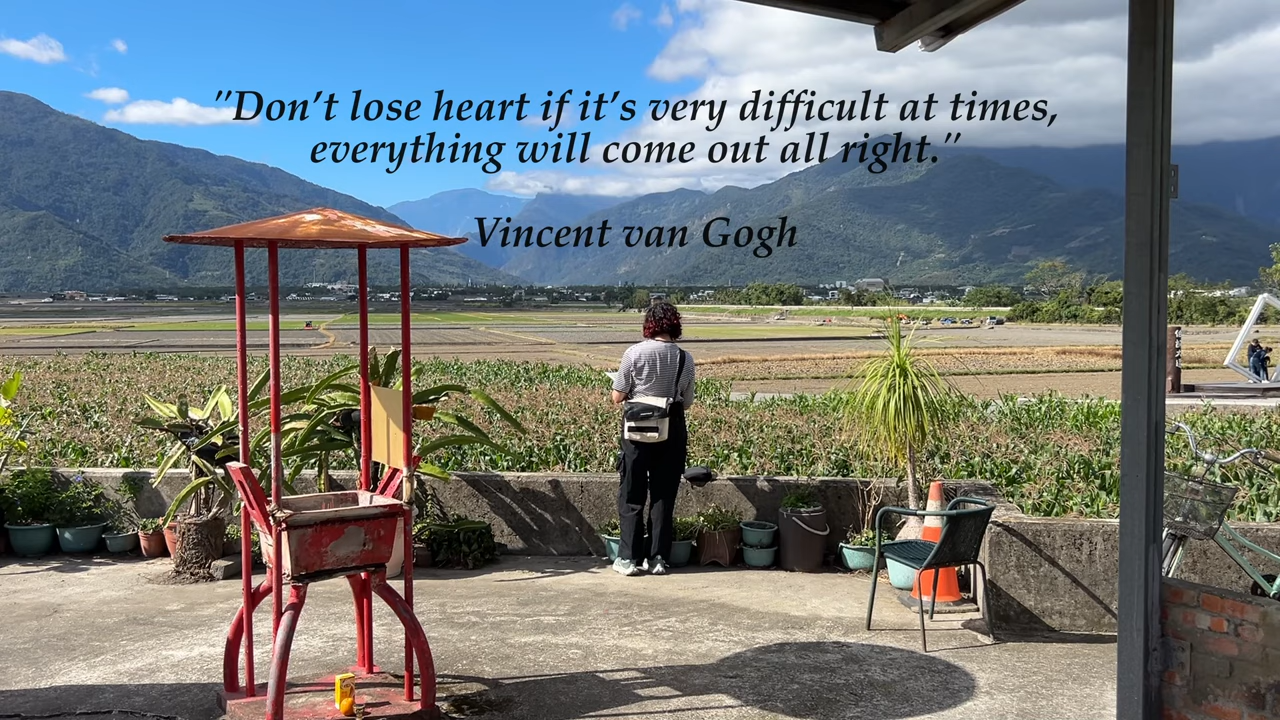 "Don't lose heart if it's very difficult at times,
everything will come out all right."
Vincent van Gogh